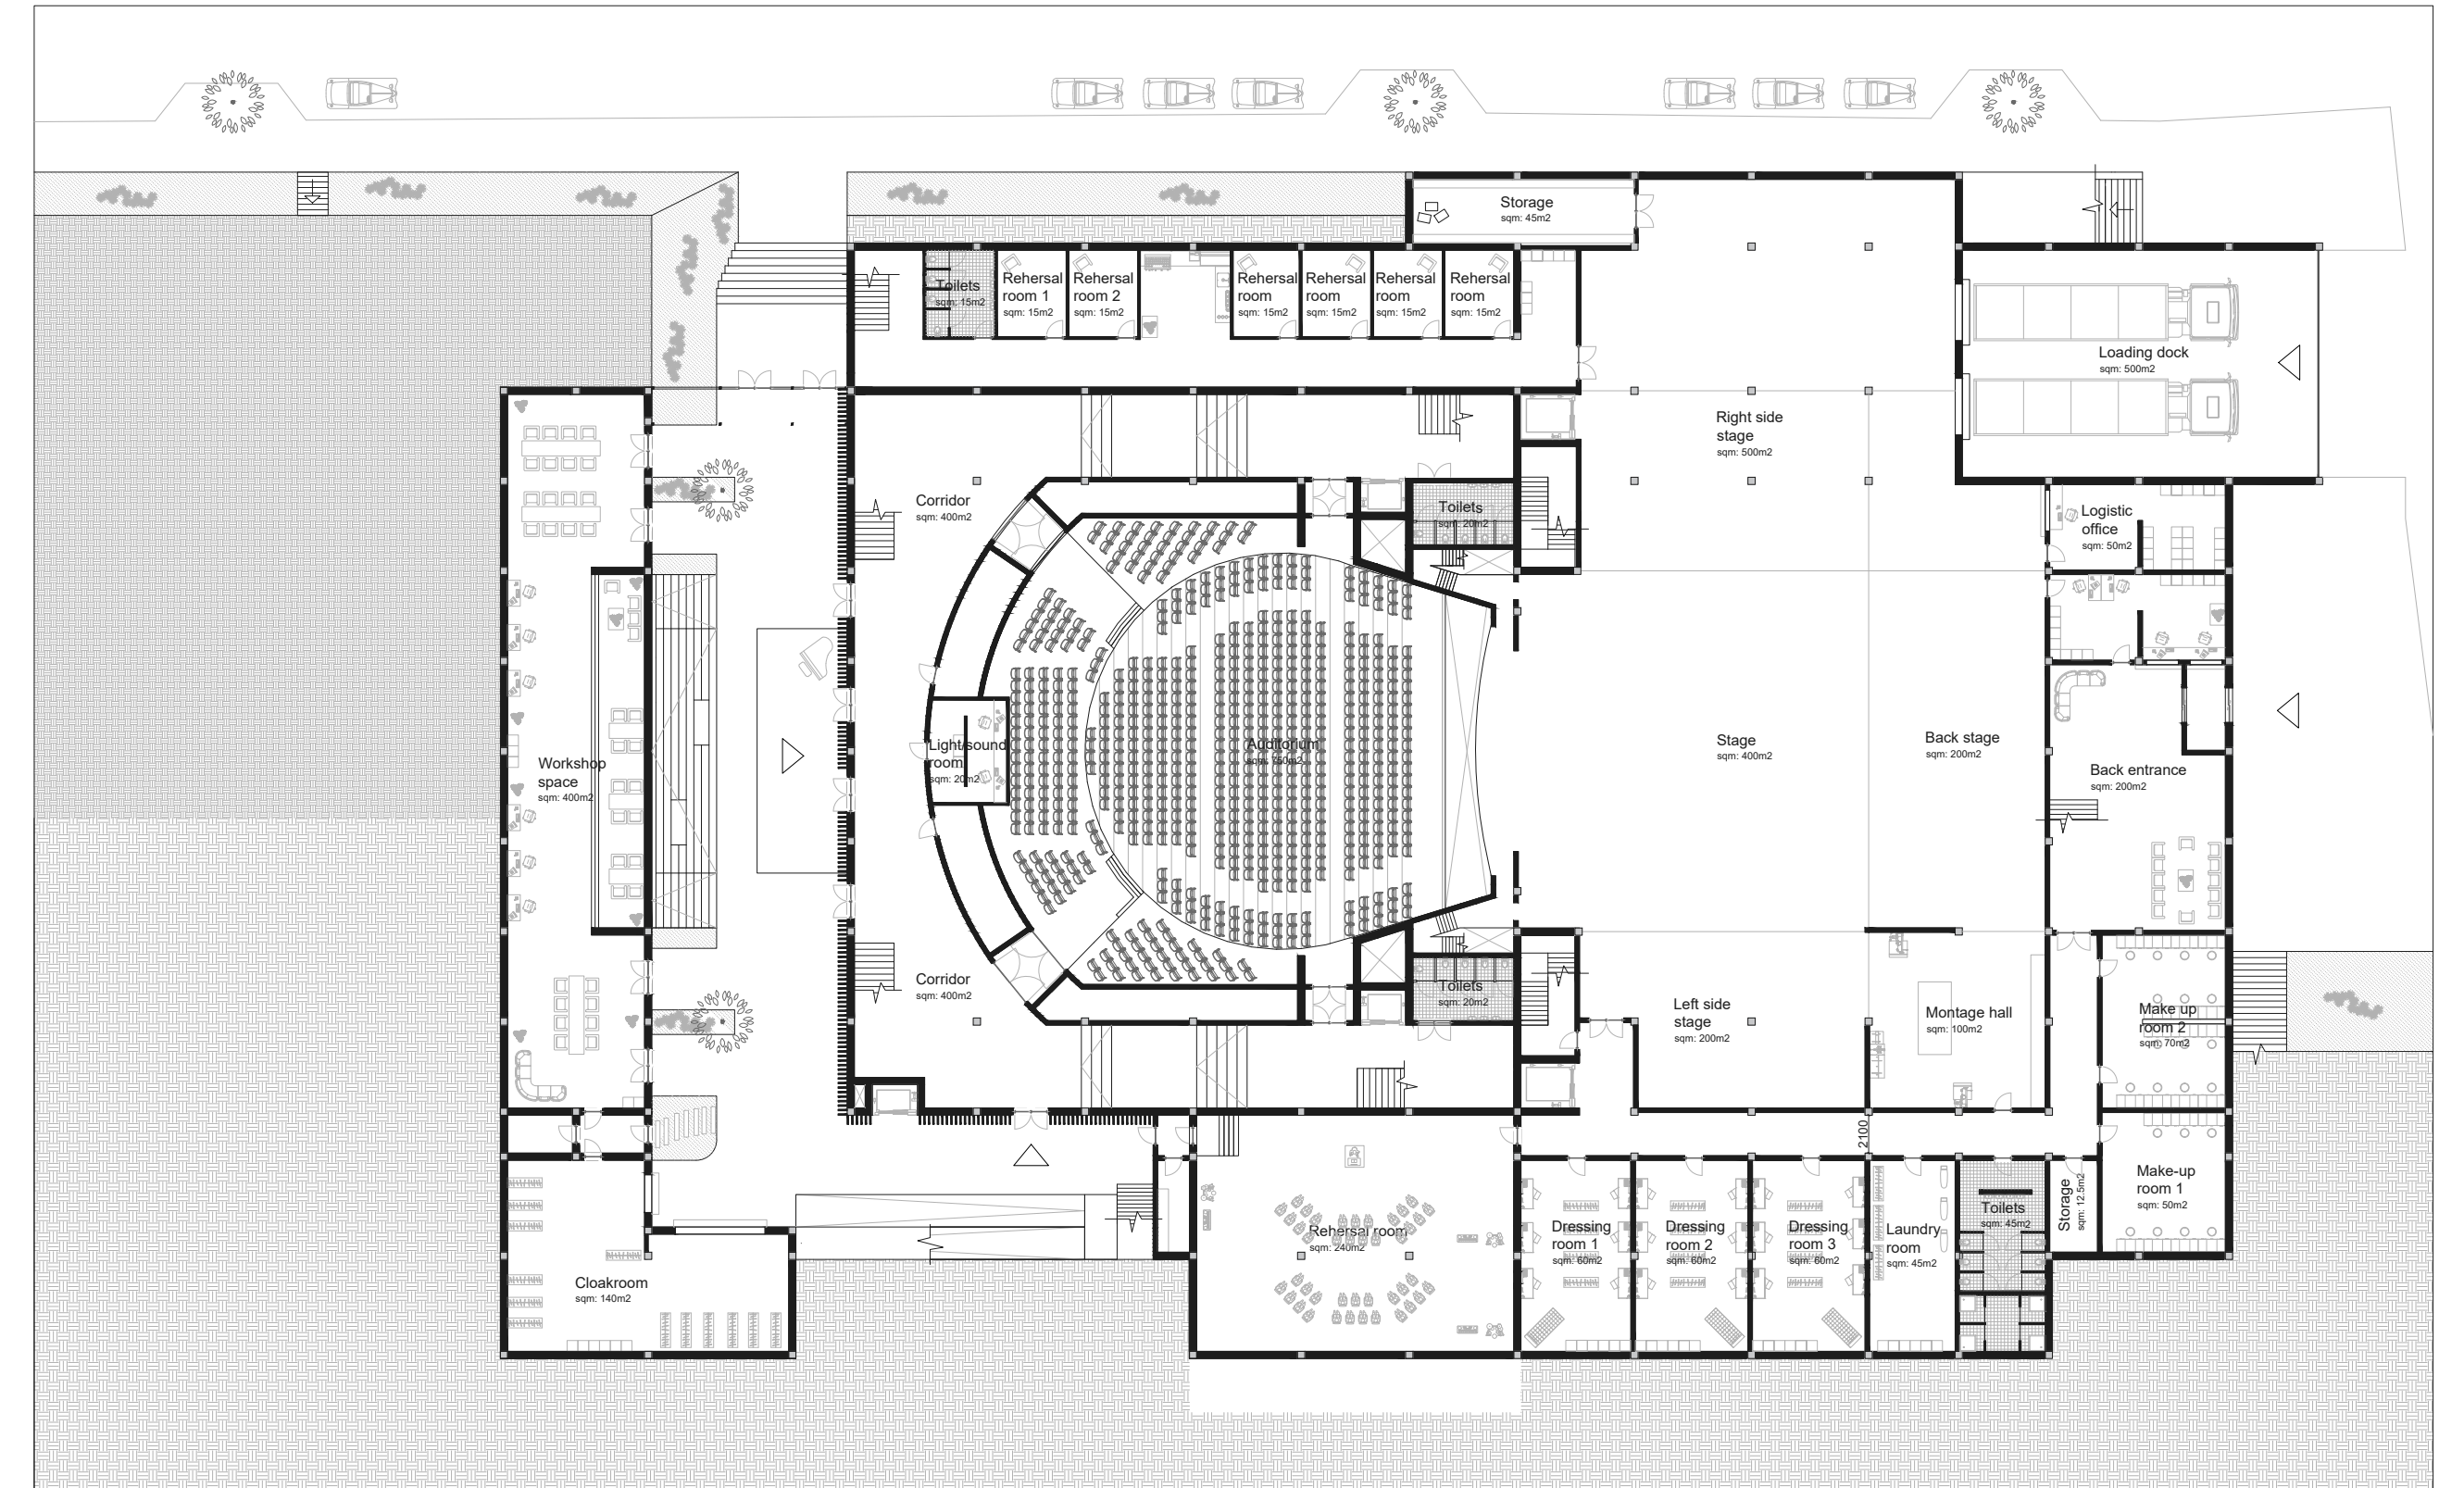 Storage
sqm: 45m2
Toilets
sqm: 15m2
Rehersal
room 1
sqm: 15m2
Rehersal
room 2
sqm: 15m2
Rehersal
room
sqm: 15m2
Rehersal
room
sqm: 15m2
Rehersal
room
sqm: 15m2
Rehersal
room
sqm: 15m2
Loading dock
sqm: 500m2
Right side
stage
sqm: 500m2
Corridor
sqm: 400m2
Toilets
sqm: 20m2
Logistic
office
sqm: 50m2
Workshop
space
sqm: 400m2
Light/sound
room
sqm: 20m2
Auditorium
sqm: 750m2
Stage
sqm: 400m2
Back stage
sqm: 200m2
Back entrance
sqm: 200m2
Corridor
sqm: 400m2
Toilets
sqm: 20m2
Left side
stage
sqm: 200m2
Montage hall
sqm: 100m2
Make up
room 2
sqm: 70m2
2100
Make-up
room 1
sqm: 50m2
Cloakroom
sqm: 140m2
Rehersal room
sqm: 240m2
Dressing
room 1
sqm: 60m2
Dressing
room 2
sqm: 60m2
Dressing
room 3
sqm: 60m2
Laundry
room
sqm: 45m2
Toilets
sqm: 45m2
Storage
sqm: 12.5m2